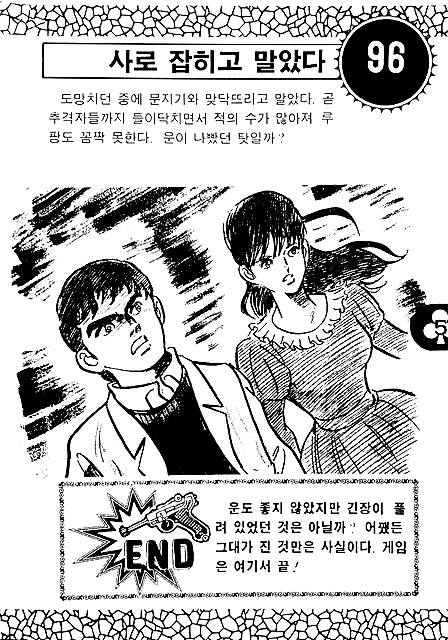 사로 잡히고 말았다
96
도망치던 중에 문지기와 맞닥뜨리고 말았다. 곧
추격자들까지 들이닥치면서 적의 수가 많아져 루
팡도 꼼짝 못한다. 운이 나빴던 탓일까?
5
END
운도 좋지 않았지만 긴장이 풀
려 있었던 것은 아닐까? 어쨌든
그대가 진 것만은 사실이다. 게임
은 여기서 끝!